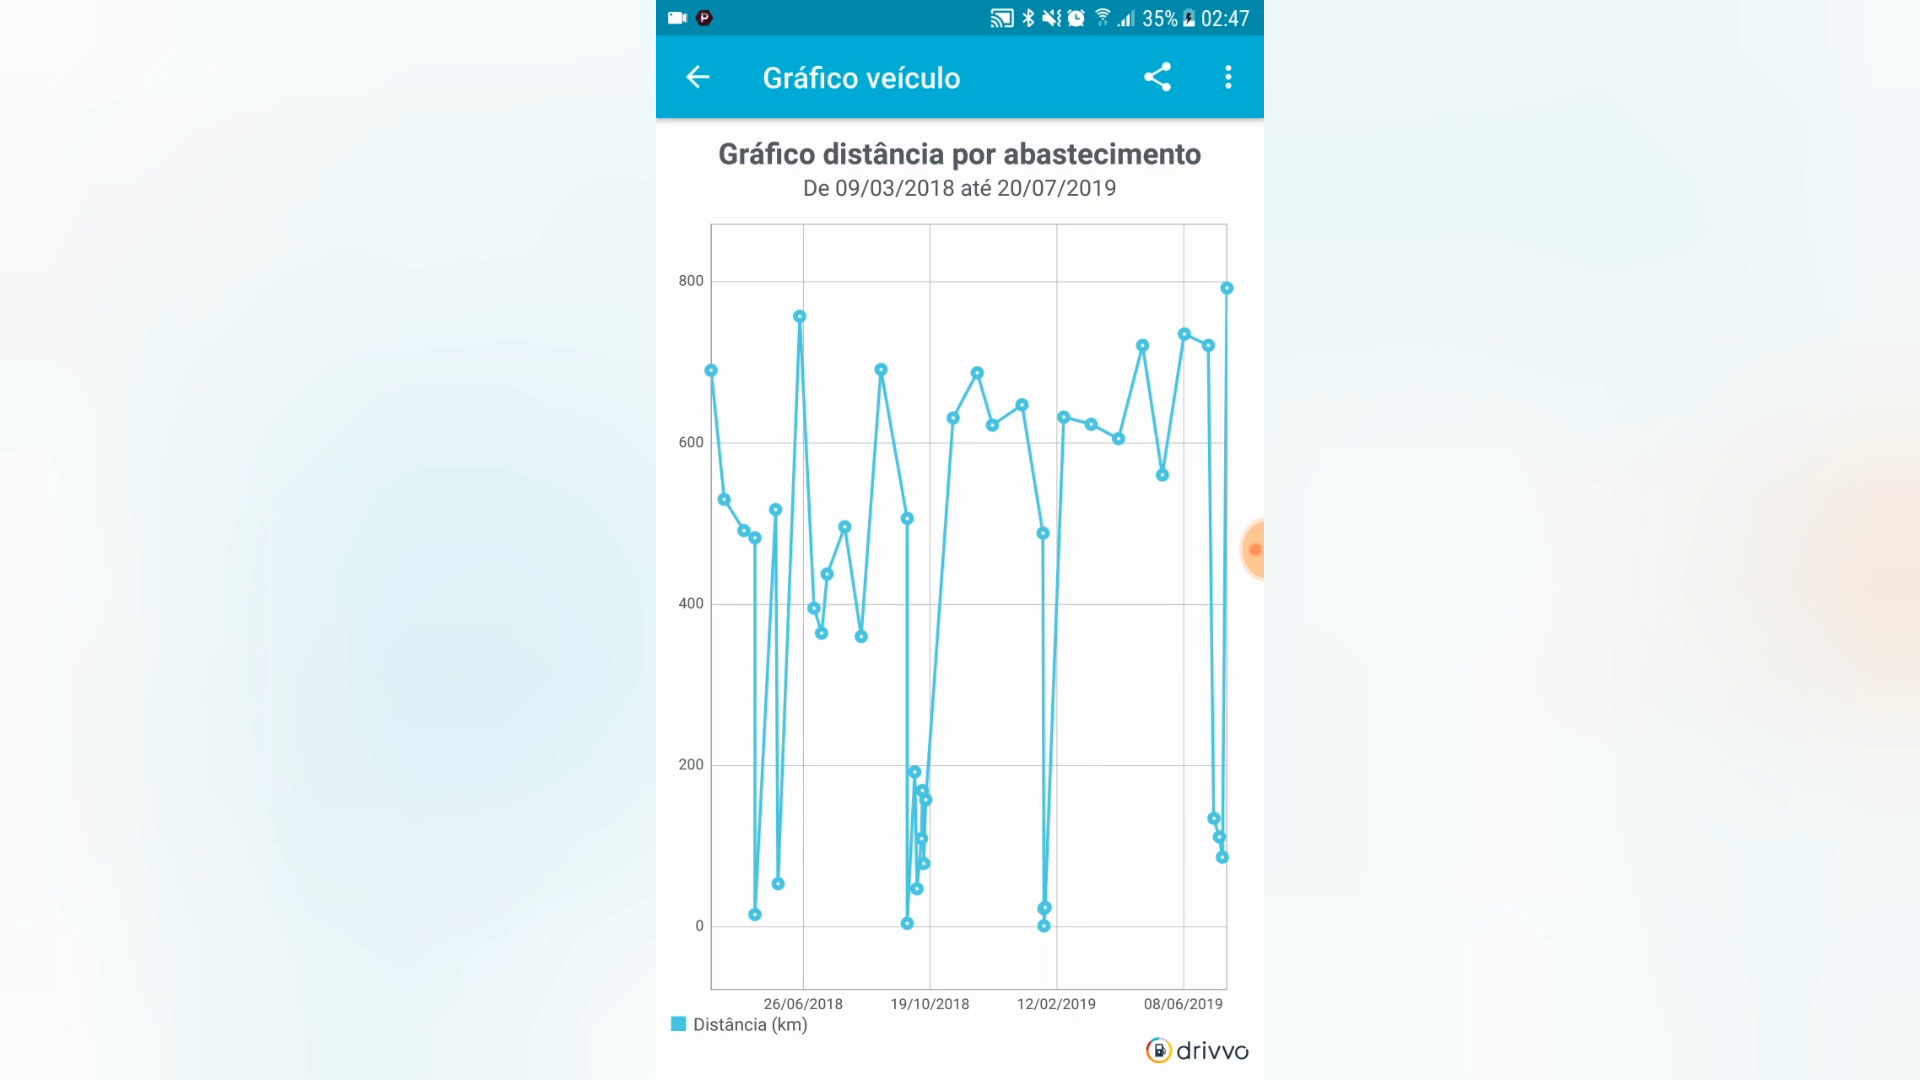 35% 02:47
Gráfico veículo
Gráfico distância por abastecimento
De 09/03/2018 até 20/07/2019
800
600
400
200
0
26/06/2018 19/10/2018 12/02/2019 08/06/2019
Distância (km)
drivvo